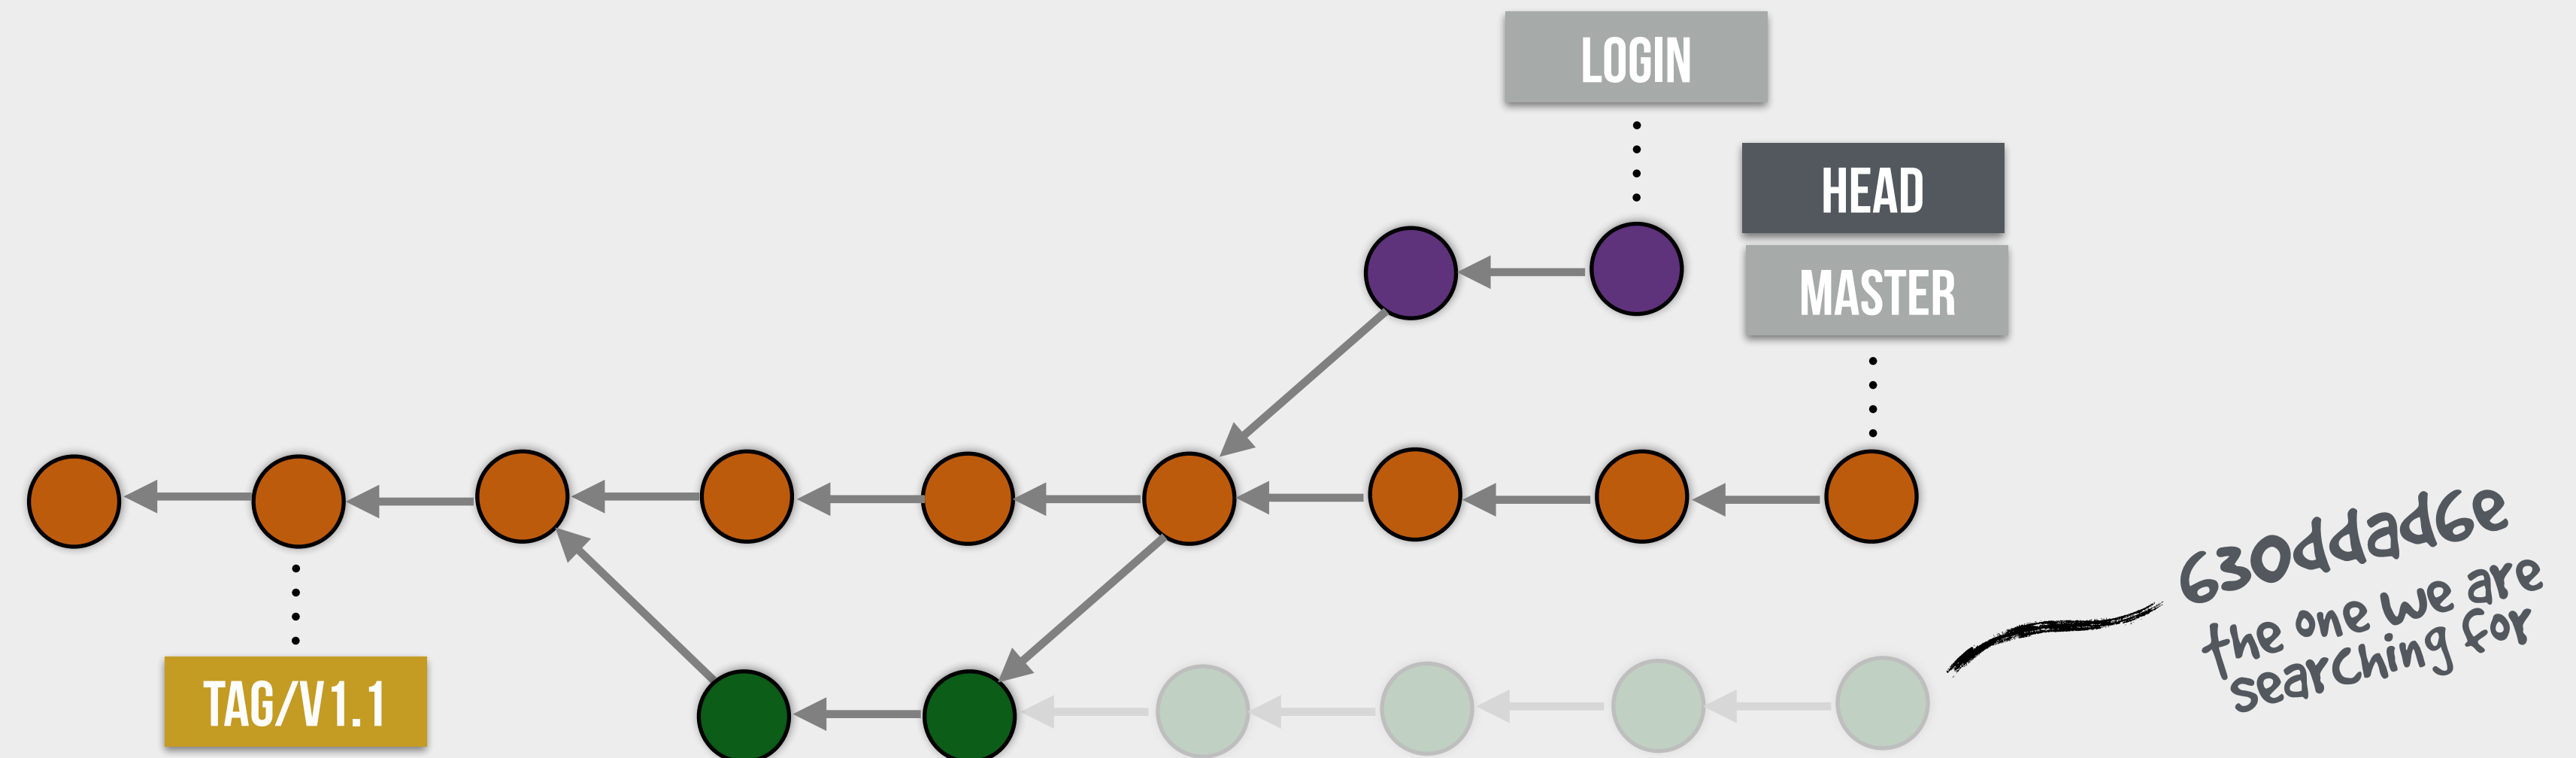 LOGIN
HEAD
MASTER
TAG/V1.1
630ddad6e
the one we are
searching for